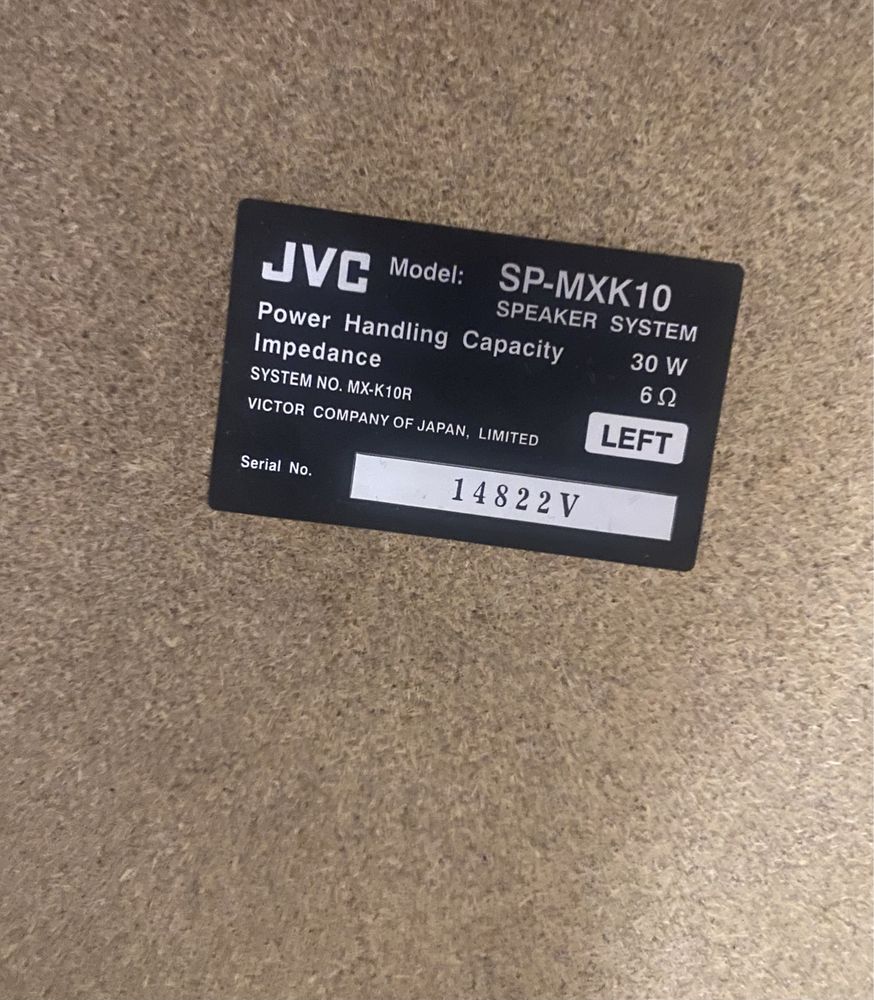 JVC Model: SP-MXK10
SPEAKER SYSTEM
Power Handling Capacity 30 W
Impedance 6 Ω
SYSTEM NO. MX-K10R
VICTOR COMPANY OF JAPAN, LIMITED
LEFT
Serial No. 14822V